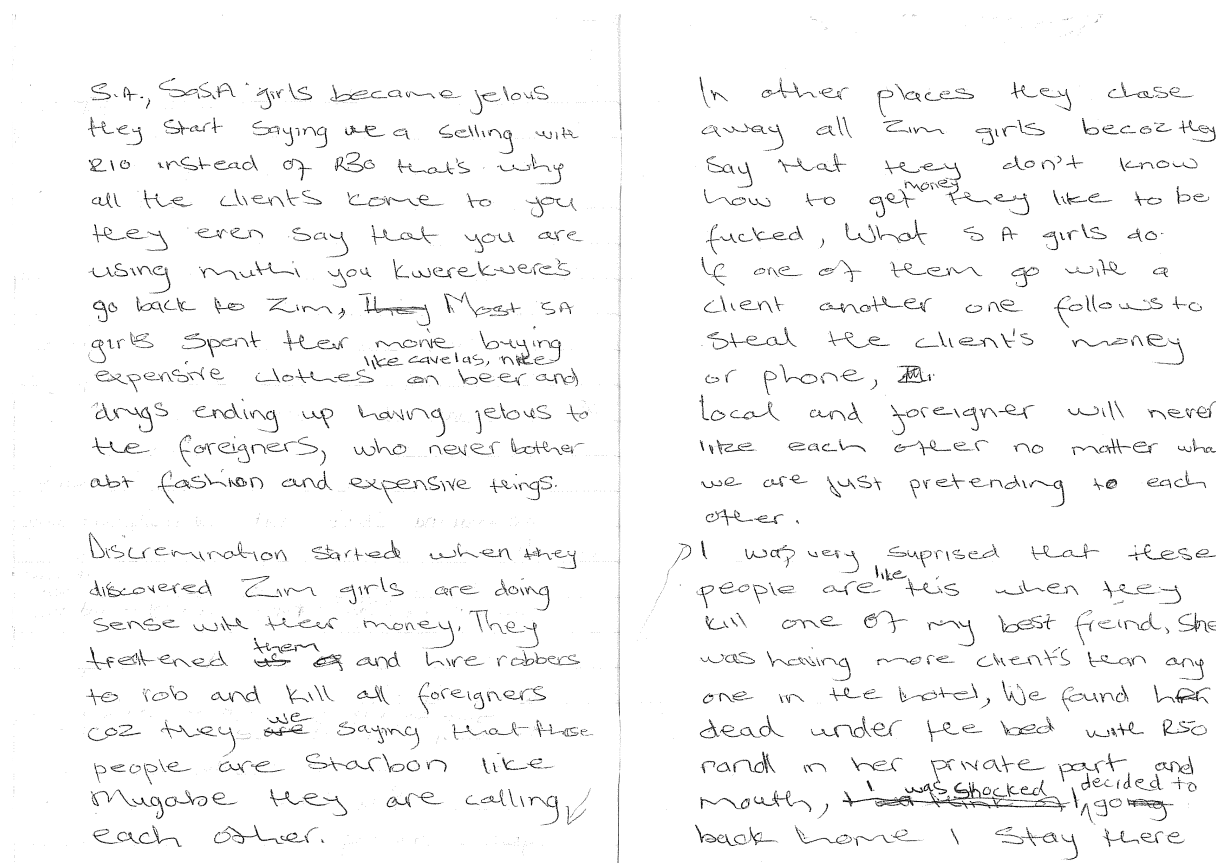 S.A., SoSA girls became jelous
they start saying we a selling with
R10 instead of R30 that's why
all the clients kome to you
they even say that you are
using muthi you kwerekwere's
go back to Zim, They Most SA
girls spent their monie buying
expensive clothes like cavelas, nike on beer and
drugs ending up having jelous to
the foreigners, who never bother
abt fashion and expensive things.
Discremination started when they
discovered Zim girls are doing
sense with their money. They
treatened them and hire robbers
to rob and kill all foreigners
coz they we are saying that those
people are Starbon like
Mugabe they are calling
each other.
In other places they chase
away all Zim girls becoz they
say that they don't know
how to get money they like to be
fucked, What S A girls do.
If one of them go with a
client another one follows to
steal the client's money
or phone,
local and foreigner will never
like each other no matter wha
we are just pretending to each
other.
I was very suprised that these
people are like this when they
kill one of my best freind, She
was having more client's than any
one in the hotel, We found her
dead under the bed with R50
randl in her private part and
mouth, I was shocked I decided to going
back home I stay there